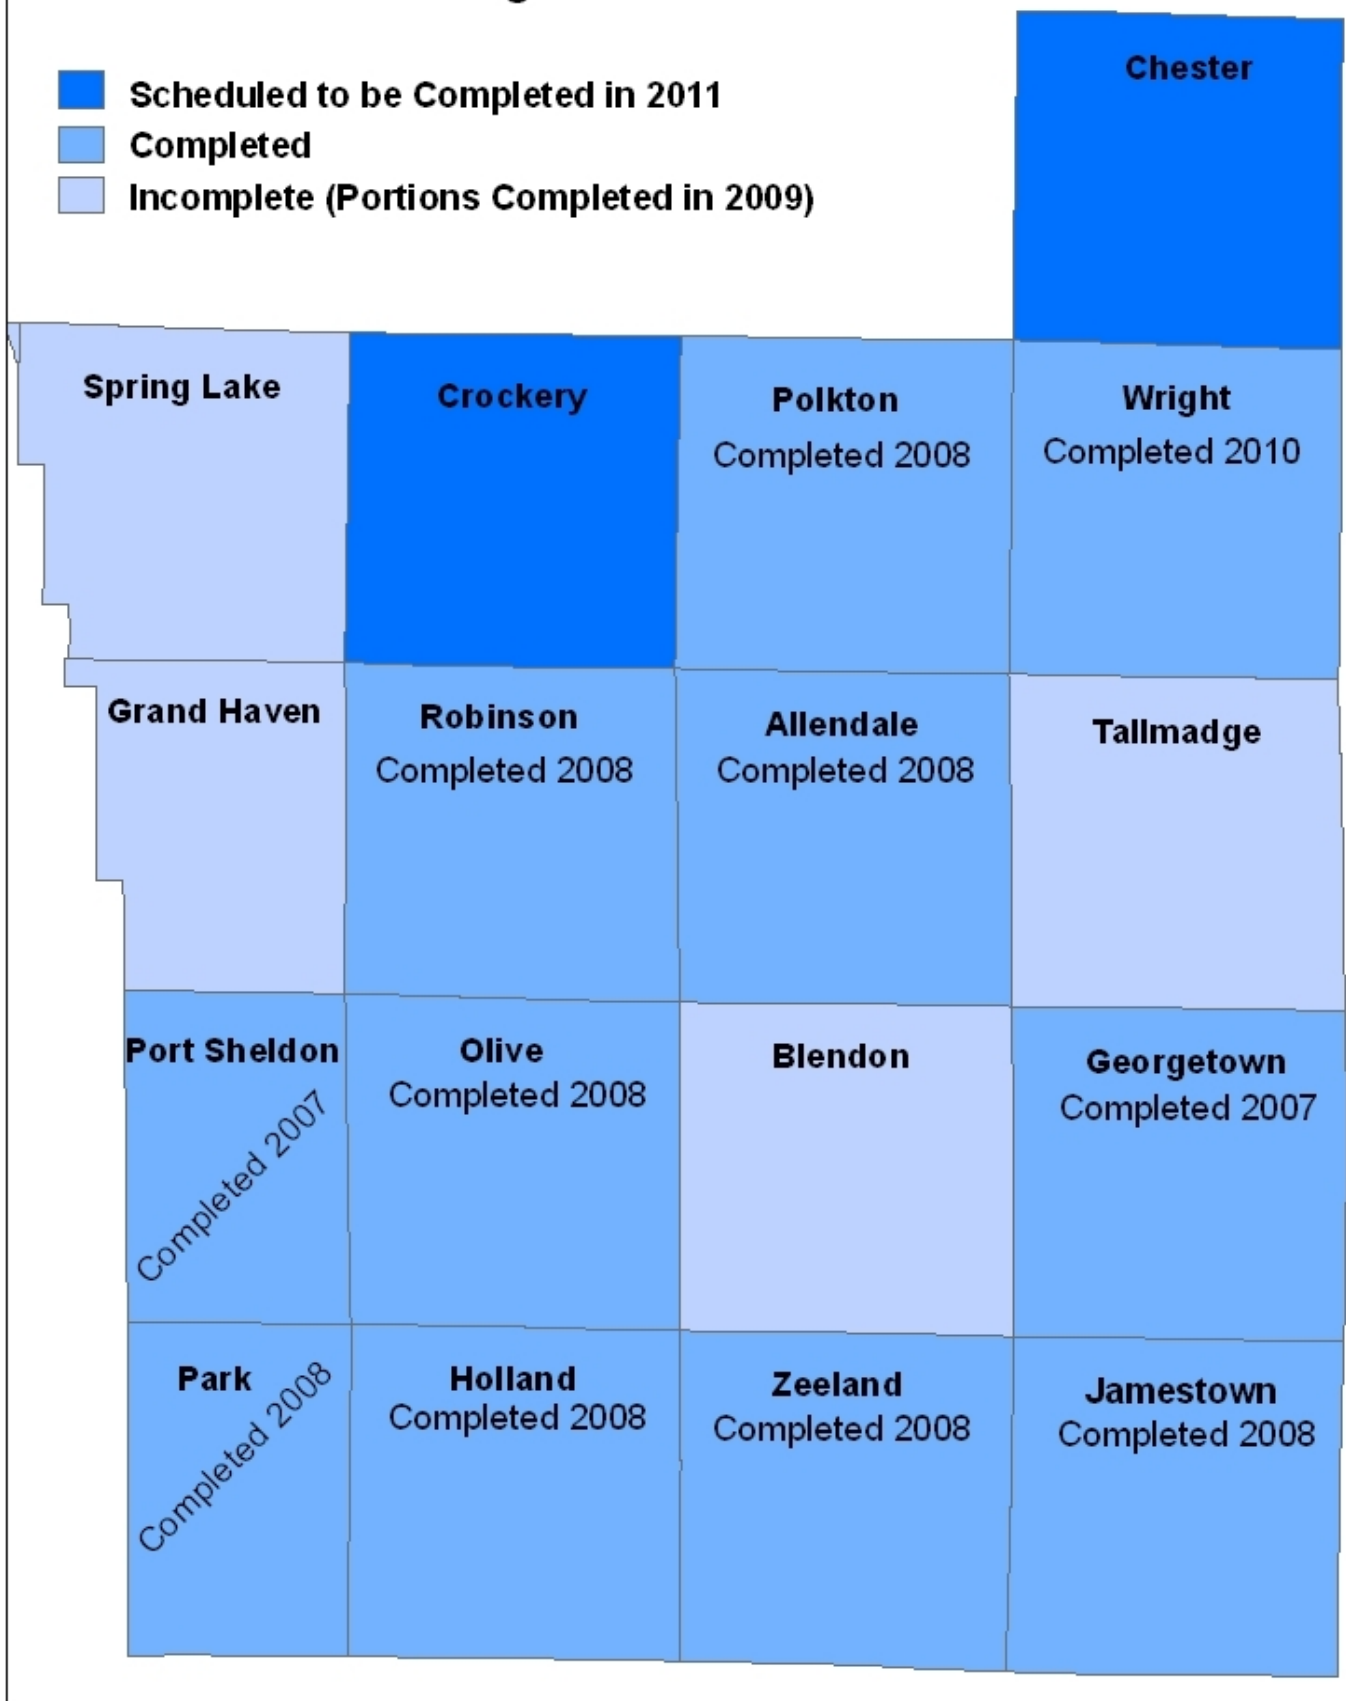 Scheduled to be Completed in 2011
Completed
Incomplete (Portions Completed in 2009)
Chester
Spring Lake
Crockery
Polkton
Completed 2008
Wright
Completed 2010
Grand Haven
Robinson
Completed 2008
Allendale
Completed 2008
Tallmadge
Port Sheldon
Completed 2007
Olive
Completed 2008
Blendon
Georgetown
Completed 2007
Park
Completed 2008
Holland
Completed 2008
Zeeland
Completed 2008
Jamestown
Completed 2008